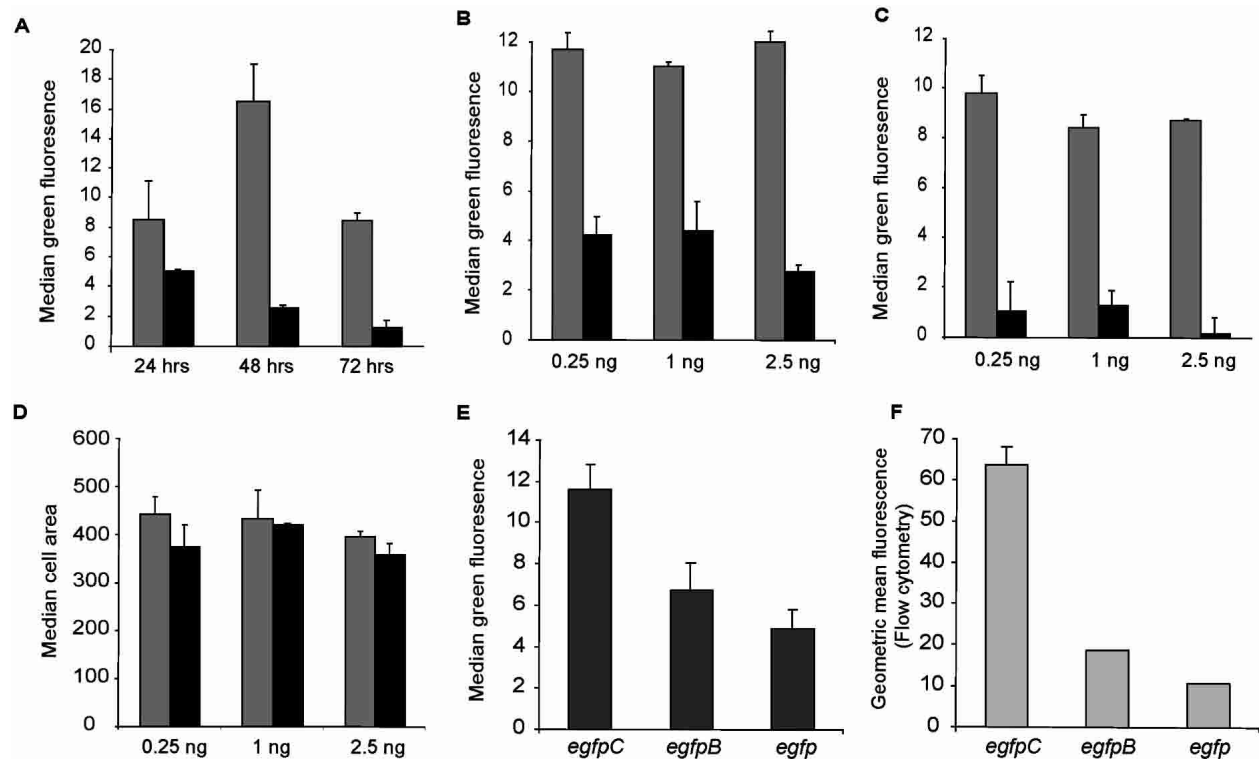 A
Median green fluoresence
20
18
16
14
12
10
8
6
4
2
0
24 hrs 48 hrs 72 hrs
B
Median green fluoresence
12
10
8
6
4
2
0
0.25 ng 1 ng 2.5 ng
C
Median green fluoresence
12
10
8
6
4
2
0
0.25 ng 1 ng 2.5 ng
D
Median cell area
600
500
400
300
200
100
0
0.25 ng 1 ng 2.5 ng
E
Median green fluoresence
14
12
10
8
6
4
2
0
egfpC egfpB egfp
F
Geometric mean fluorescence
(Flow cytometry)
70
60
50
40
30
20
10
0
egfpC egfpB egfp